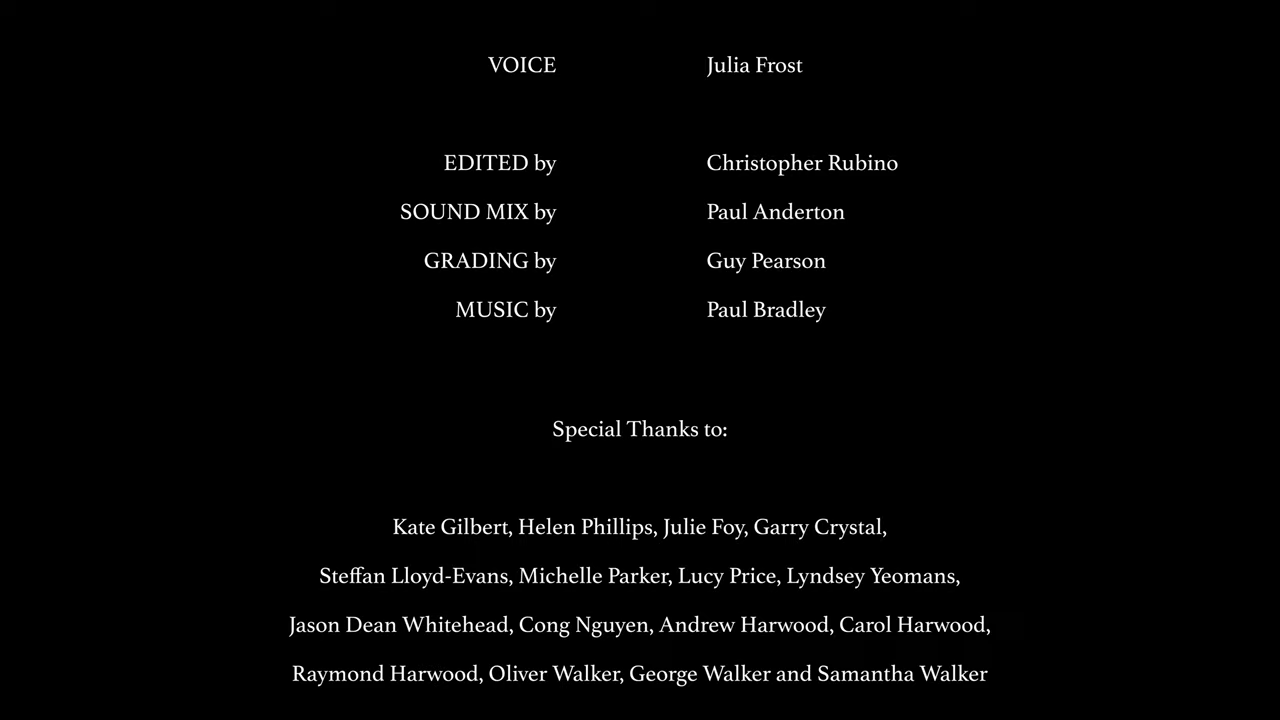 VOICE Julia Frost
EDITED by Christopher Rubino
SOUND MIX by Paul Anderton
GRADING by Guy Pearson
MUSIC by Paul Bradley
Special Thanks to:
Kate Gilbert, Helen Phillips, Julie Foy, Garry Crystal,
Steffan Lloyd-Evans, Michelle Parker, Lucy Price, Lyndsey Yeomans,
Jason Dean Whitehead, Cong Nguyen, Andrew Harwood, Carol Harwood,
Raymond Harwood, Oliver Walker, George Walker and Samantha Walker